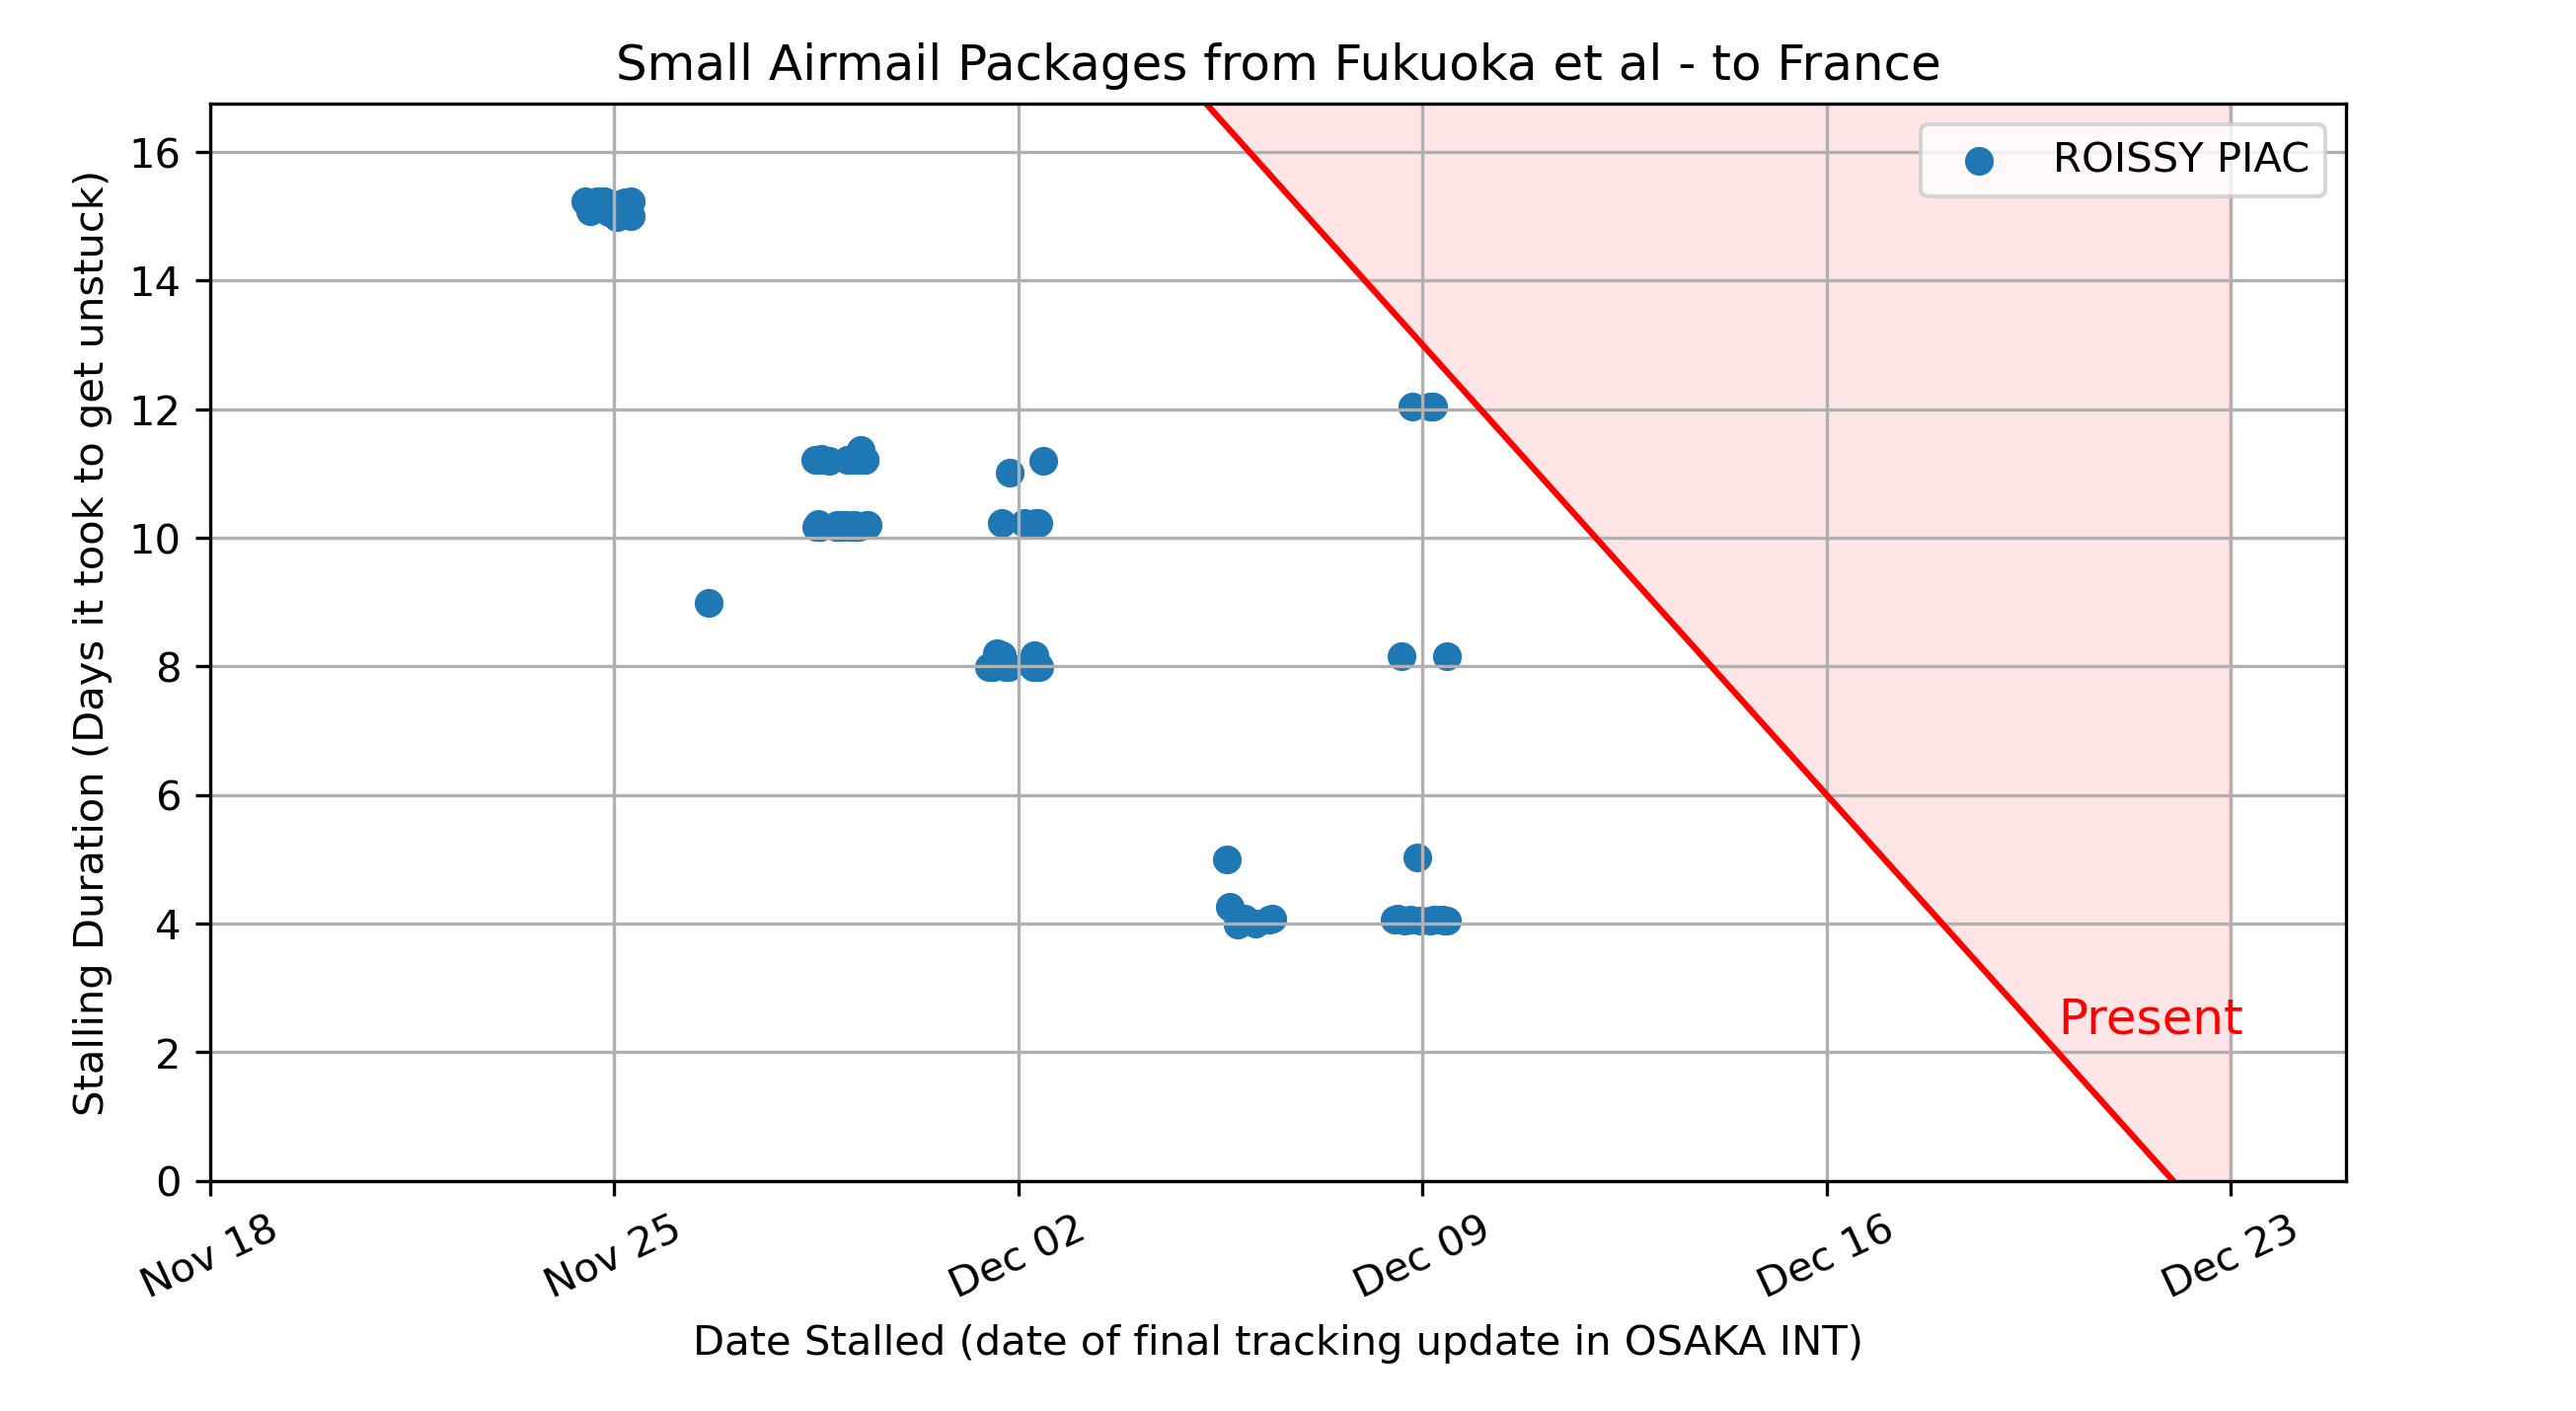 Small Airmail Packages from Fukuoka et al - to France
ROISSY PIAC
Stalling Duration (Days it took to get unstuck)
16
14
12
10
8
6
4
2
0
Present
Nov 18
Nov 25
Dec 02
Dec 09
Dec 16
Dec 23
Date Stalled (date of final tracking update in OSAKA INT)